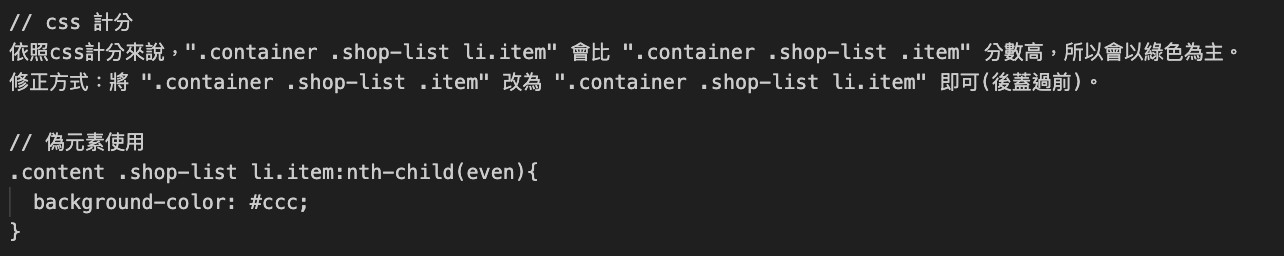 // css 計分
依照css計分來說，".container .shop-list li.item" 會比 ".container .shop-list .item" 分數高，所以會以綠色為主。
修正方式：將 ".container .shop-list .item" 改為 ".container .shop-list li.item" 即可(後蓋過前)。
// 偽元素使用
.content .shop-list li.item:nth-child(even){
  background-color: #ccc;
}